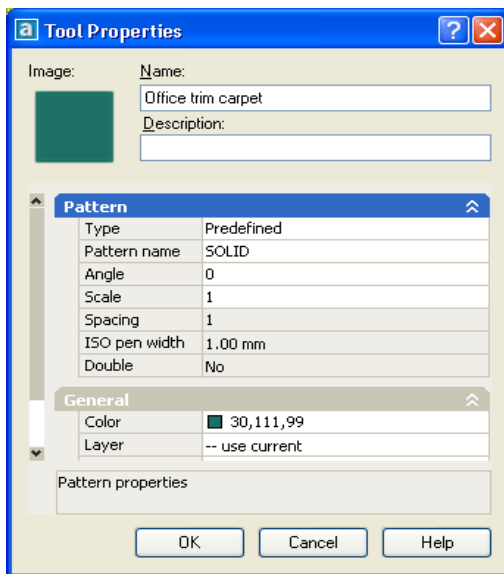 a Tool Properties
Image:
Name:
Office trim carpet
Description:
Pattern
Type Predefined
Pattern name SOLID
Angle 0
Scale 1
Spacing 1
ISO pen width 1.00 mm
Double No
General
Color 30,111,99
Layer -- use current
Pattern properties
OK Cancel Help